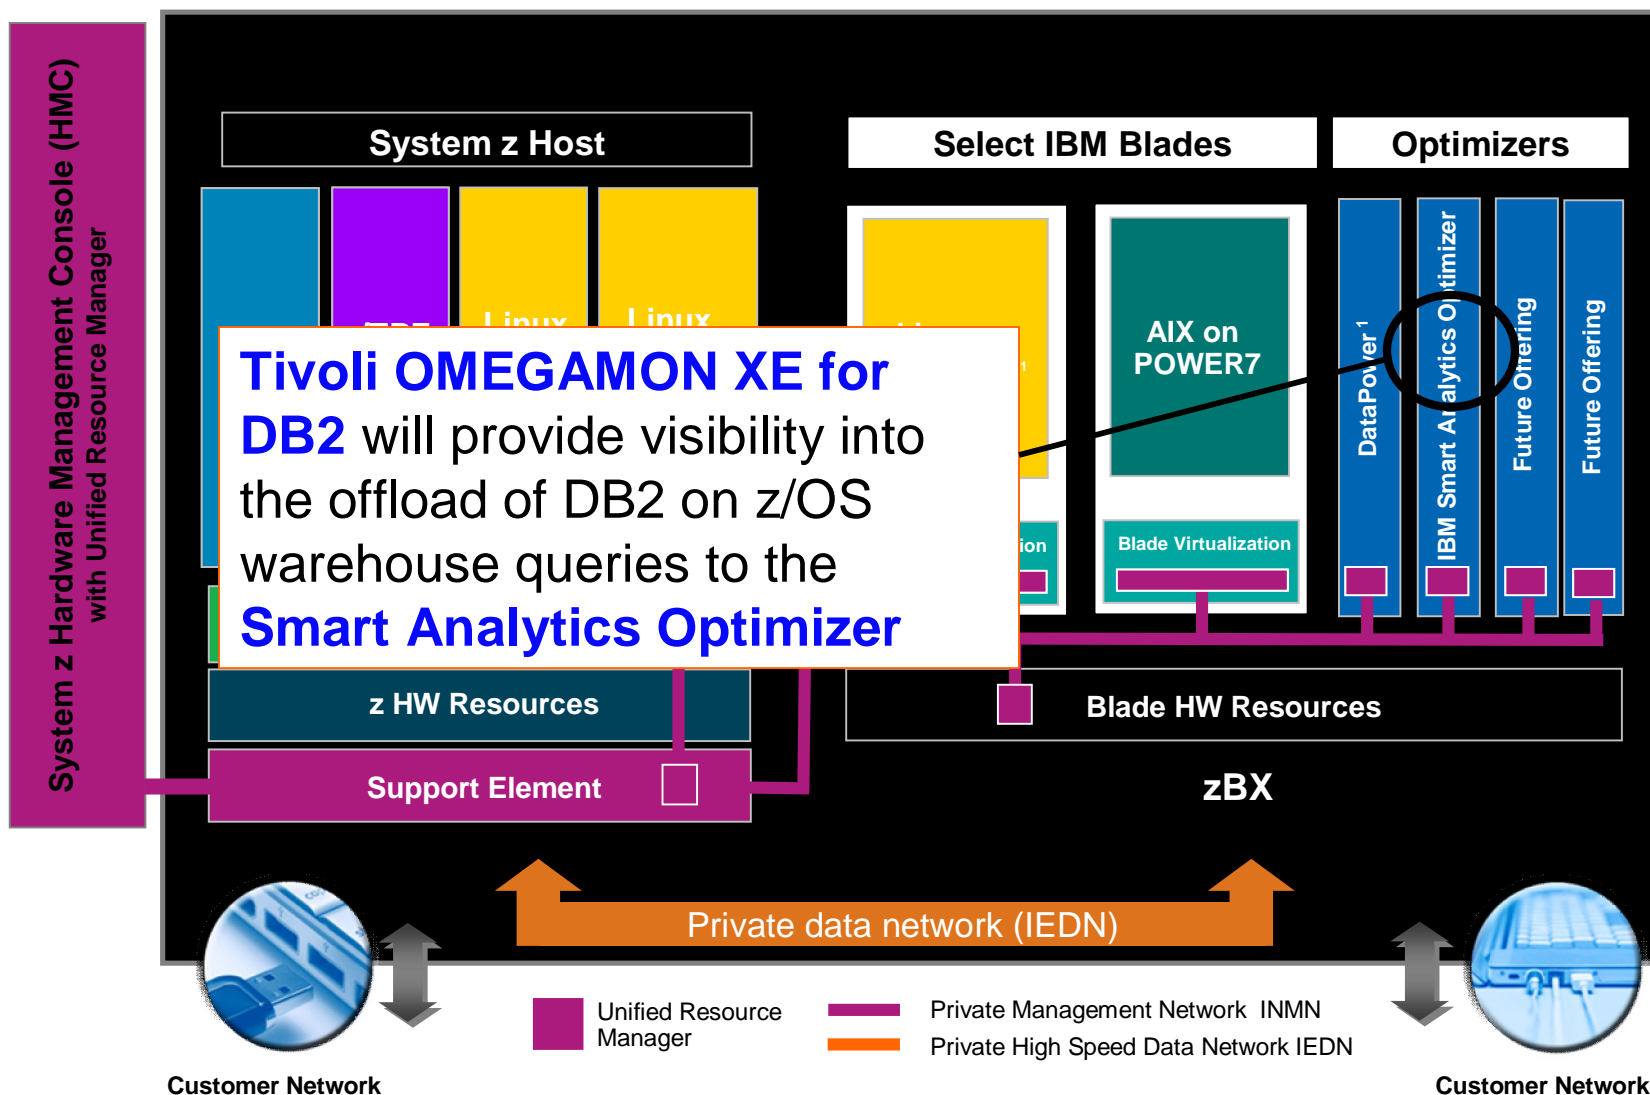 System z Hardware Management Console (HMC)
with Unified Resource Manager
System z Host
Select IBM Blades
Optimizers
Linux
Linux
AIX on
POWER7
1
DataPower 1
IBM Smart Analytics Optimizer
Future Offering
Future Offering
Tivoli OMEGAMON XE for
DB2 will provide visibility into
the offload of DB2 on z/OS
warehouse queries to the
Smart Analytics Optimizer
Blade Virtualization
z HW Resources
Blade HW Resources
Support Element
zBX
Private data network (IEDN)
Unified Resource
Manager
Private Management Network INMN
Private High Speed Data Network IEDN
Customer Network
Customer Network